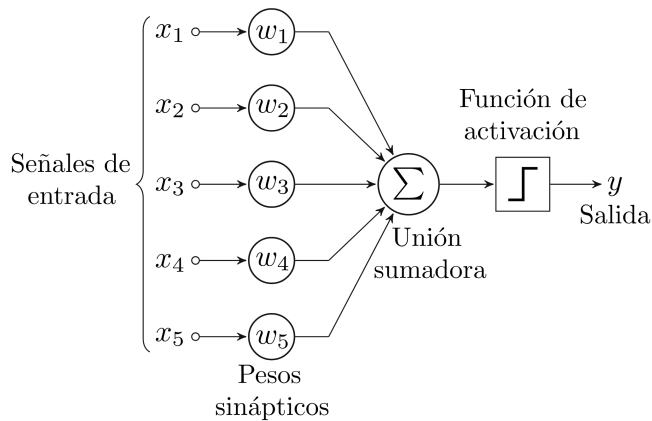 x₁ w₁
x₂ w₂
Función de
activación
Señales de
entrada
x₃ w₃ Σ y
Salida
Unión
sumadora
x₄ w₄
x₅ w₅
Pesos
sinápticos